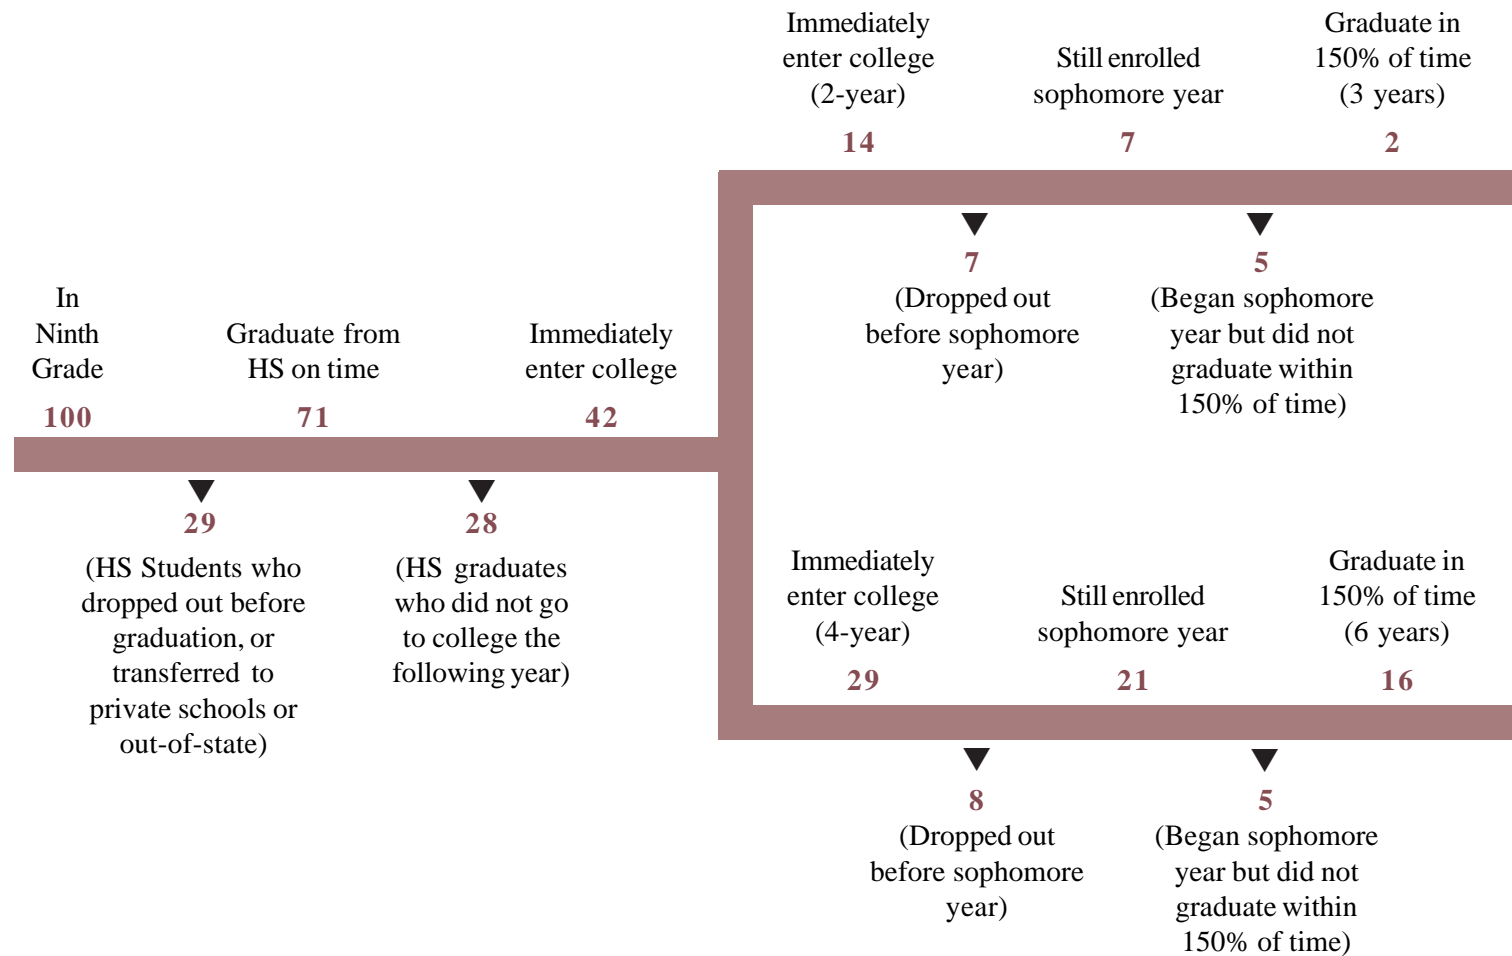 In
Ninth
Grade
100
Graduate from
HS on time
71
Immediately
enter college
42
29
(HS Students who
dropped out before
graduation, or
transferred to
private schools or
out-of-state)
28
(HS graduates
who did not go
to college the
following year)
Immediately
enter college
(2-year)
14
Still enrolled
sophomore year
7
Graduate in
150% of time
(3 years)
2
7
(Dropped out
before sophomore
year)
5
(Began sophomore
year but did not
graduate within
150% of time)
Immediately
enter college
(4-year)
29
Still enrolled
sophomore year
21
Graduate in
150% of time
(6 years)
16
8
(Dropped out
before sophomore
year)
5
(Began sophomore
year but did not
graduate within
150% of time)